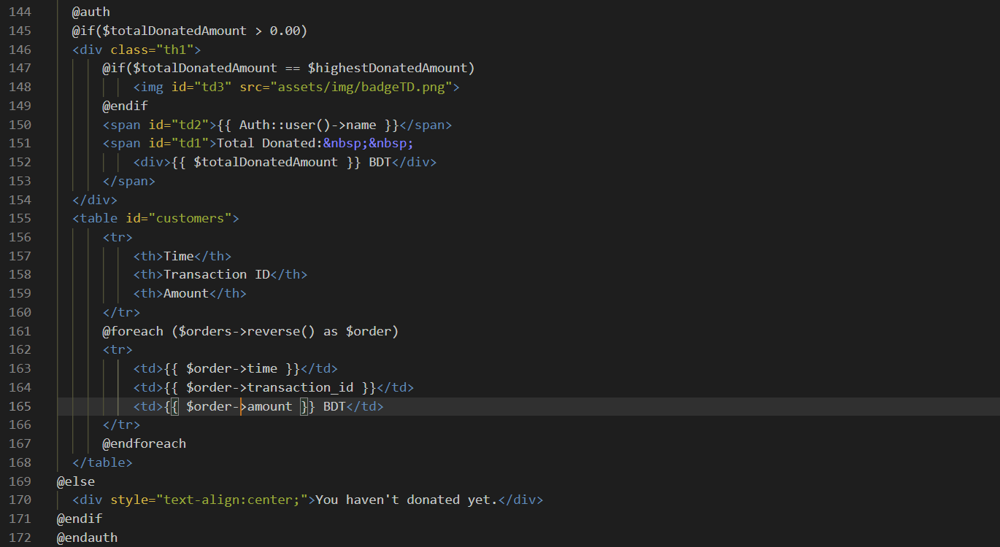 144 @auth
145 @if($totalDonatedAmount > 0.00)
146 <div class="th1">
147 @if($totalDonatedAmount == $highestDonatedAmount)
148 <img id="td3" src="assets/img/badgeTD.png">
149 @endif
150 <span id="td2">{{ Auth::user()->name }}</span>
151 <span id="td1">Total Donated:&nbsp;&nbsp;
152 <div>{{ $totalDonatedAmount }} BDT</div>
153 </span>
154 </div>
155 <table id="customers">
156 <tr>
157 <th>Time</th>
158 <th>Transaction ID</th>
159 <th>Amount</th>
160 </tr>
161 @foreach ($orders->reverse() as $order)
162 <tr>
163 <td>{{ $order->time }}</td>
164 <td>{{ $order->transaction_id }}</td>
165 <td>{{ $order->amount }} BDT</td>
166 </tr>
167 @endforeach
168 </table>
169 @else
170 <div style="text-align:center;">You haven't donated yet.</div>
171 @endif
172 @endauth